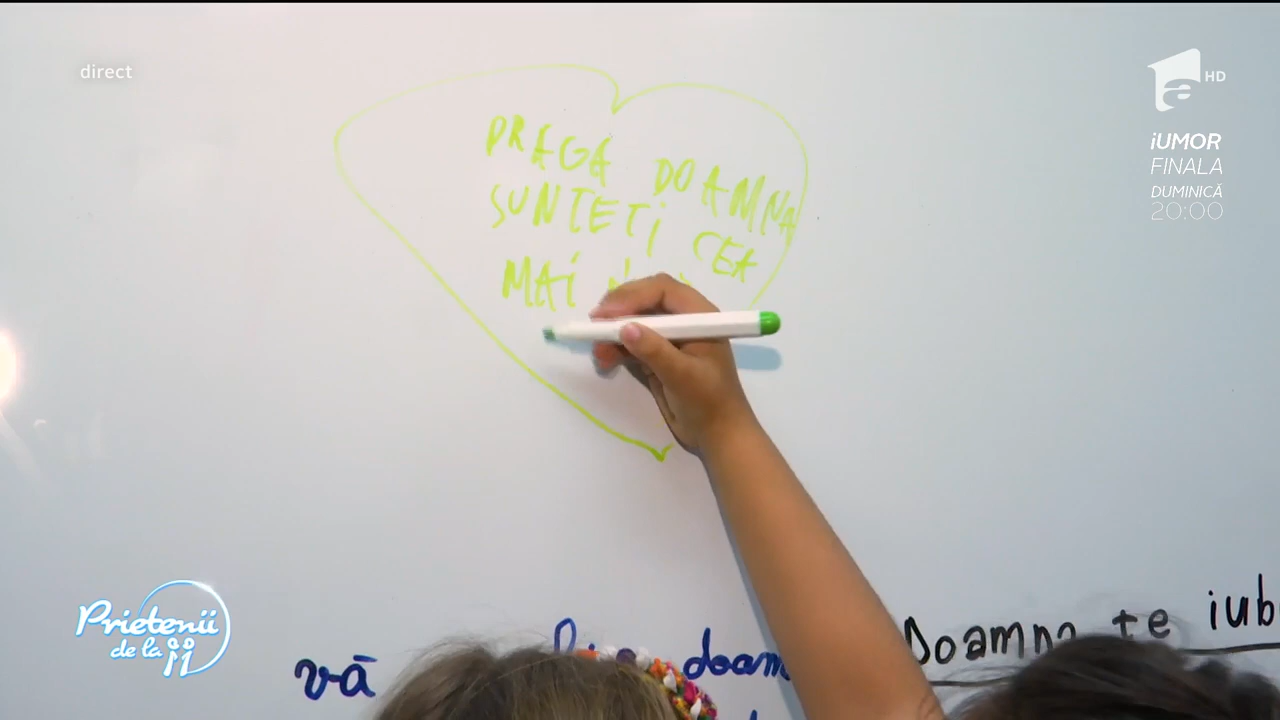 direct
HD
iUMOR
FINALA
DUMINICĂ
20:00
PRAGA DOAMNA
SUNTETI CEA
MAI
Doamna te iub
vă doam
Prietenii
de la 11